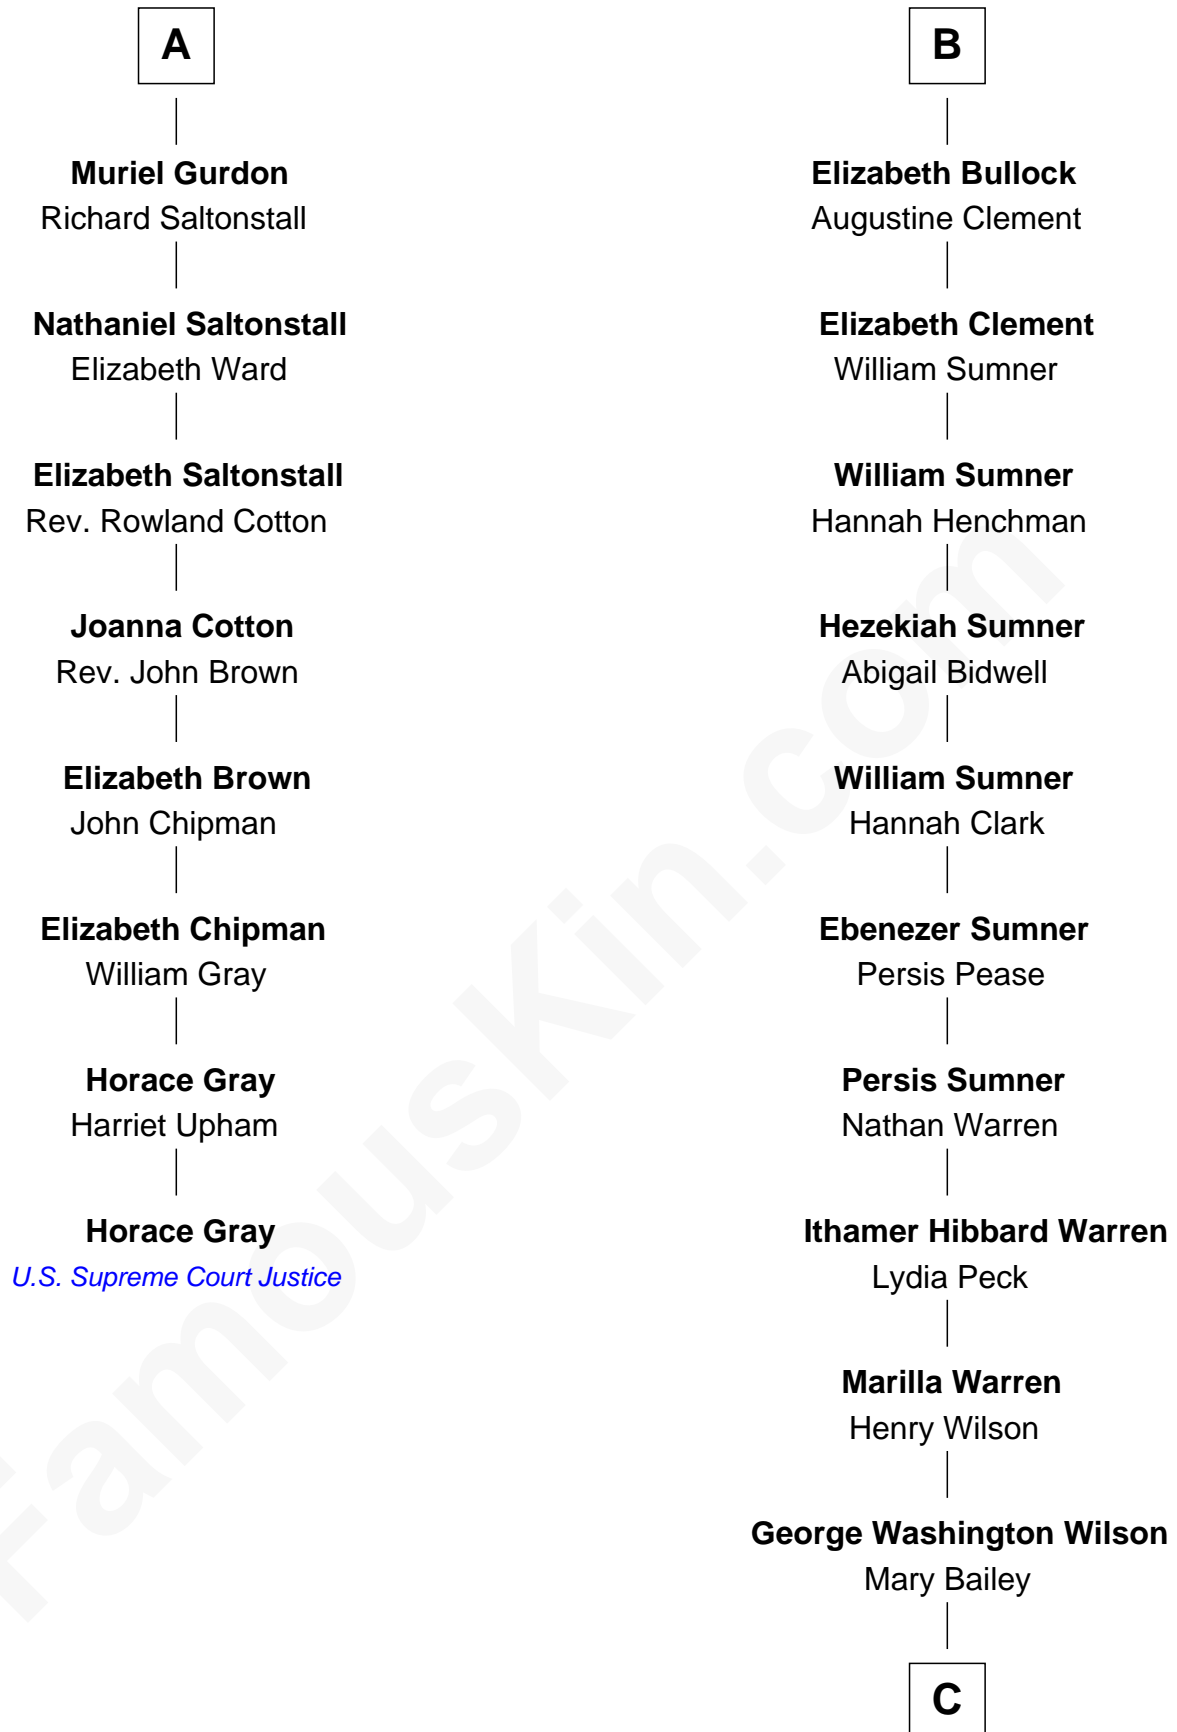 A
Muriel Gurdon
Richard Saltonstall
Nathaniel Saltonstall
Elizabeth Ward
Elizabeth Saltonstall
Rev. Rowland Cotton
Joanna Cotton
Rev. John Brown
Elizabeth Brown
John Chipman
Elizabeth Chipman
William Gray
Horace Gray
Harriet Upham
Horace Gray
U.S. Supreme Court Justice
B
Elizabeth Bullock
Augustine Clement
Elizabeth Clement
William Sumner
William Sumner
Hannah Henchman
Hezekiah Sumner
Abigail Bidwell
William Sumner
Hannah Clark
Ebenezer Sumner
Persis Pease
Persis Sumner
Nathan Warren
Ithamer Hibbard Warren
Lydia Peck
Marilla Warren
Henry Wilson
George Washington Wilson
Mary Bailey
C
FamousKin.com